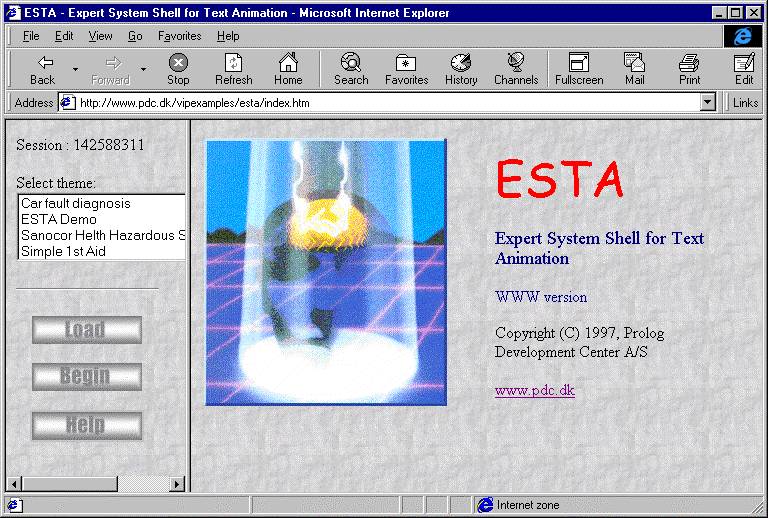 ESTA - Expert System Shell for Text Animation - Microsoft Internet Explorer
File Edit View Go Favorites Help
Back Forward Stop Refresh Home Search Favorites History Channels Fullscreen Mail Print Edit
Address http://www.pdc.dk/vipexamples/esta/index.htm Links
Session : 142588311
Select theme:
Car fault diagnosis
ESTA Demo
Sanocor Helth Hazardous S
Simple 1st Aid
Load
Begin
Help
ESTA
Expert System Shell for Text
Animation
WWW version
Copyright (C) 1997, Prolog
Development Center A/S
www.pdc.dk
Internet zone